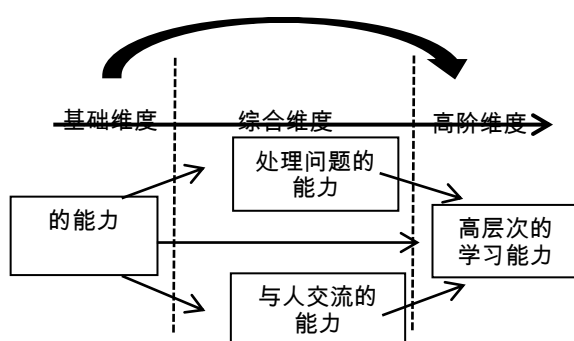 基础维度
综合维度
高阶维度
处理问题的
能力
的能力
高层次的
学习能力
与人交流的
能力